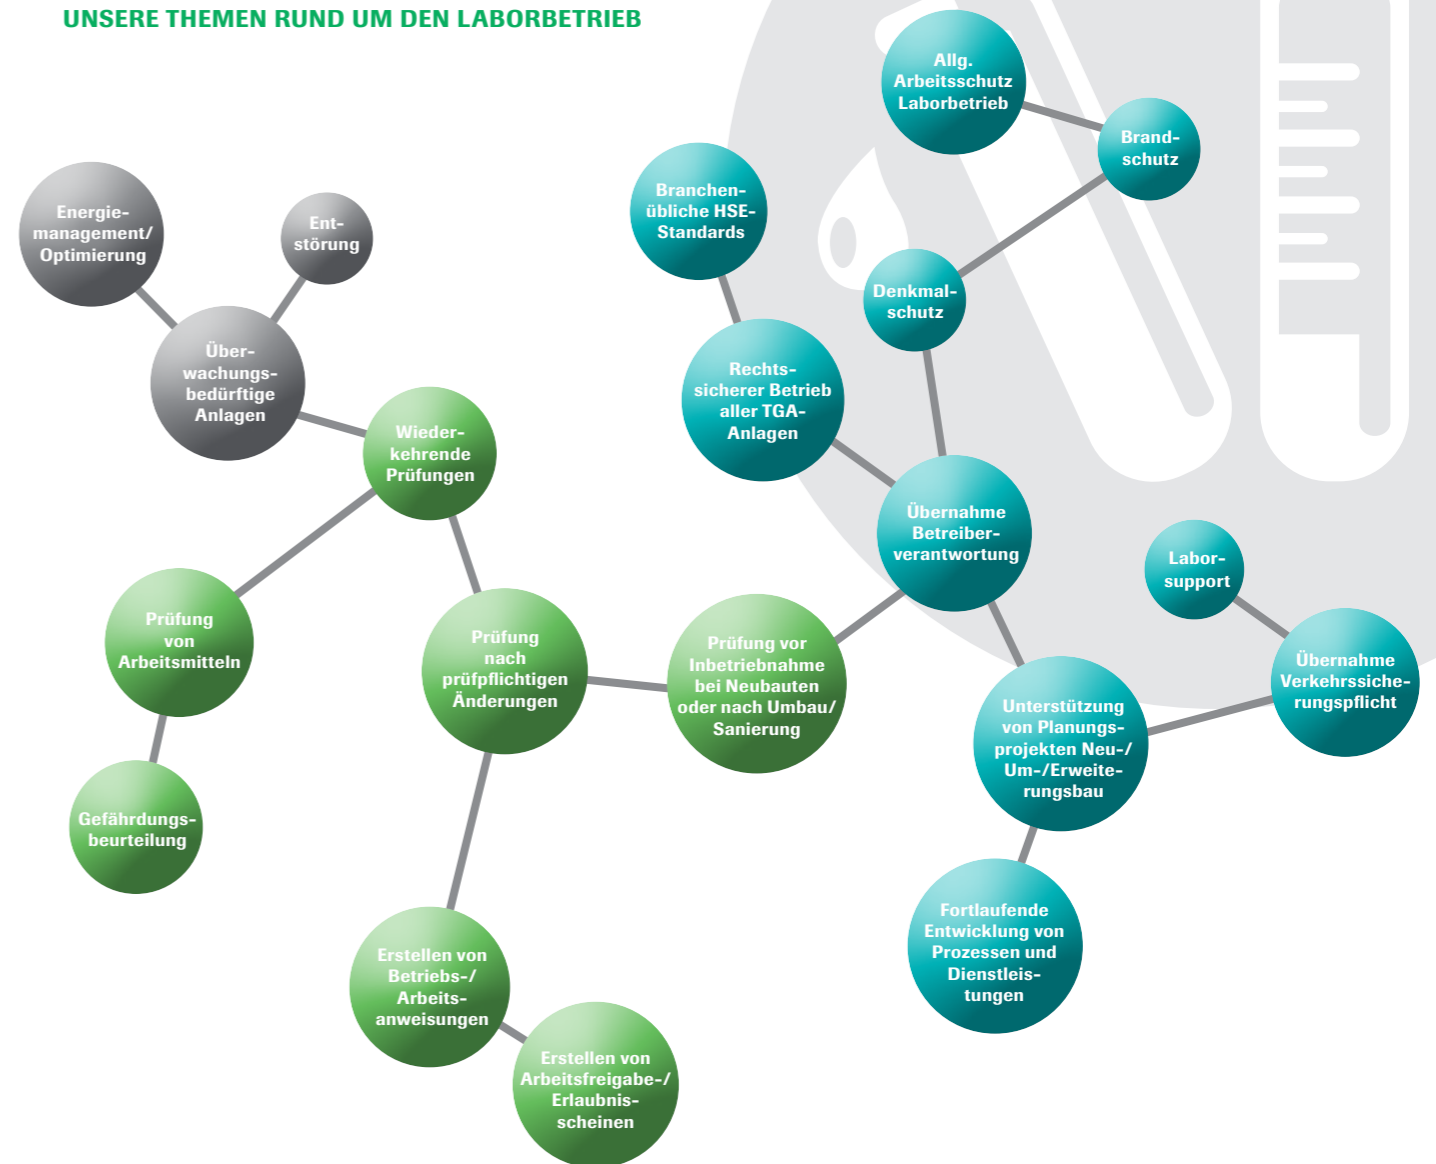 UNSERE THEMEN RUND UM DEN LABORBETRIEB
Allg.
Arbeitsschutz
Laborbetrieb
Brand-
schutz
Branchen-
übliche HSE-
Standards
Energie-
management/
Optimierung
Ent-
störung
Denkmal-
schutz
Über-
wachungs-
bedürftige
Anlagen
Rechts-
sicherer Betrieb
aller TGA-
Anlagen
Wieder-
kehrende
Prüfungen
Übernahme
Betreiber-
verantwortung
Labor-
support
Prüfung
von
Arbeitsmitteln
Prüfung
nach
prüfpflichtigen
Änderungen
Prüfung vor
Inbetriebnahme
bei Neubauten
oder nach Umbau/
Sanierung
Übernahme
Verkehrssiche-
rungspflicht
Unterstützung
von Planungs-
projekten Neu-/
Um-/Erweite-
rungsbau
Gefährdungs-
beurteilung
Fortlaufende
Entwicklung von
Prozessen und
Dienstleis-
tungen
Erstellen von
Betriebs-/
Arbeits-
anweisungen
Erstellen von
Arbeitsfreigabe-/
Erlaubnis-
scheinen